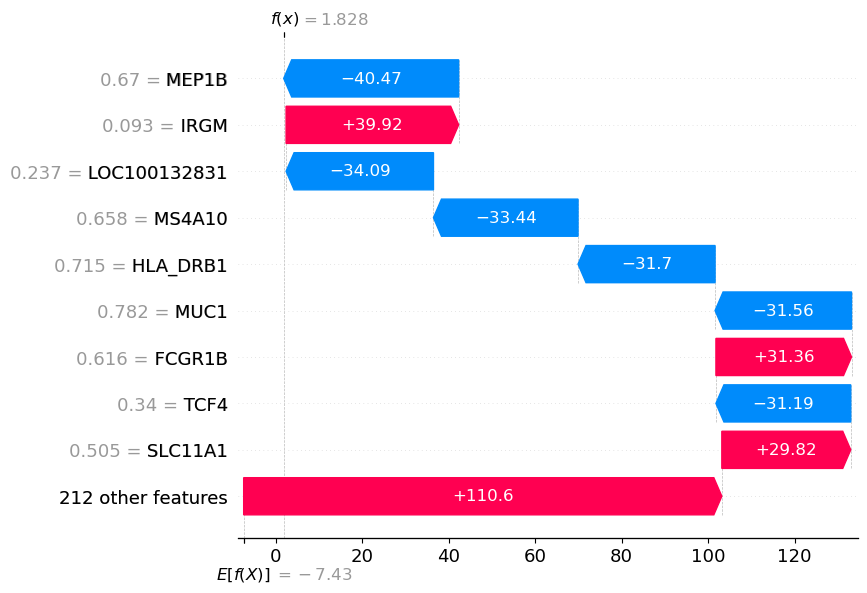 f(x) = 1.828
0.67 = MEP1B −40.47
0.093 = IRGM +39.92
0.237 = LOC100132831 −34.09
0.658 = MS4A10 −33.44
0.715 = HLA_DRB1 −31.7
0.782 = MUC1 −31.56
0.616 = FCGR1B +31.36
0.34 = TCF4 −31.19
0.505 = SLC11A1 +29.82
212 other features +110.6
0 20 40 60 80 100 120
E[f(X)] = −7.43